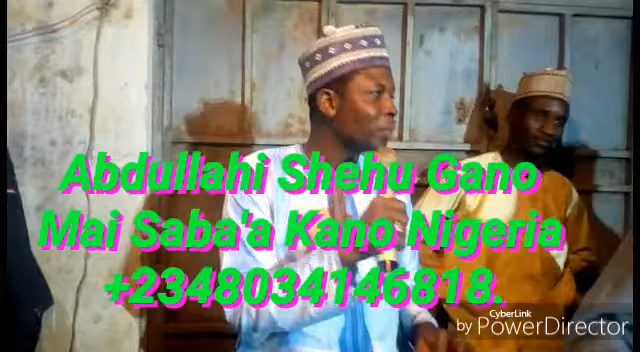 Abdullahi Shehu Gano
Mai Saba'a Kano Nigeria
+2348034146818.
CyberLink
by PowerDirector